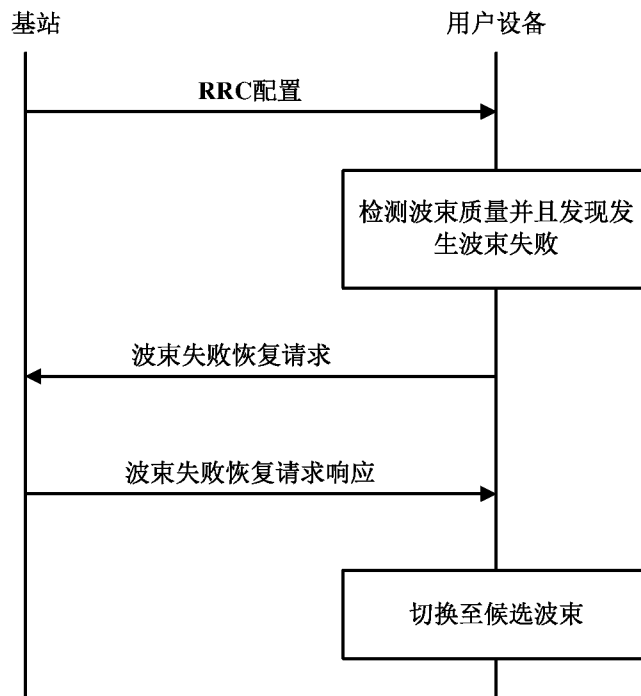 基站
用户设备
RRC配置
检测波束质量并且发现发
生波束失败
波束失败恢复请求
波束失败恢复请求响应
切换至候选波束